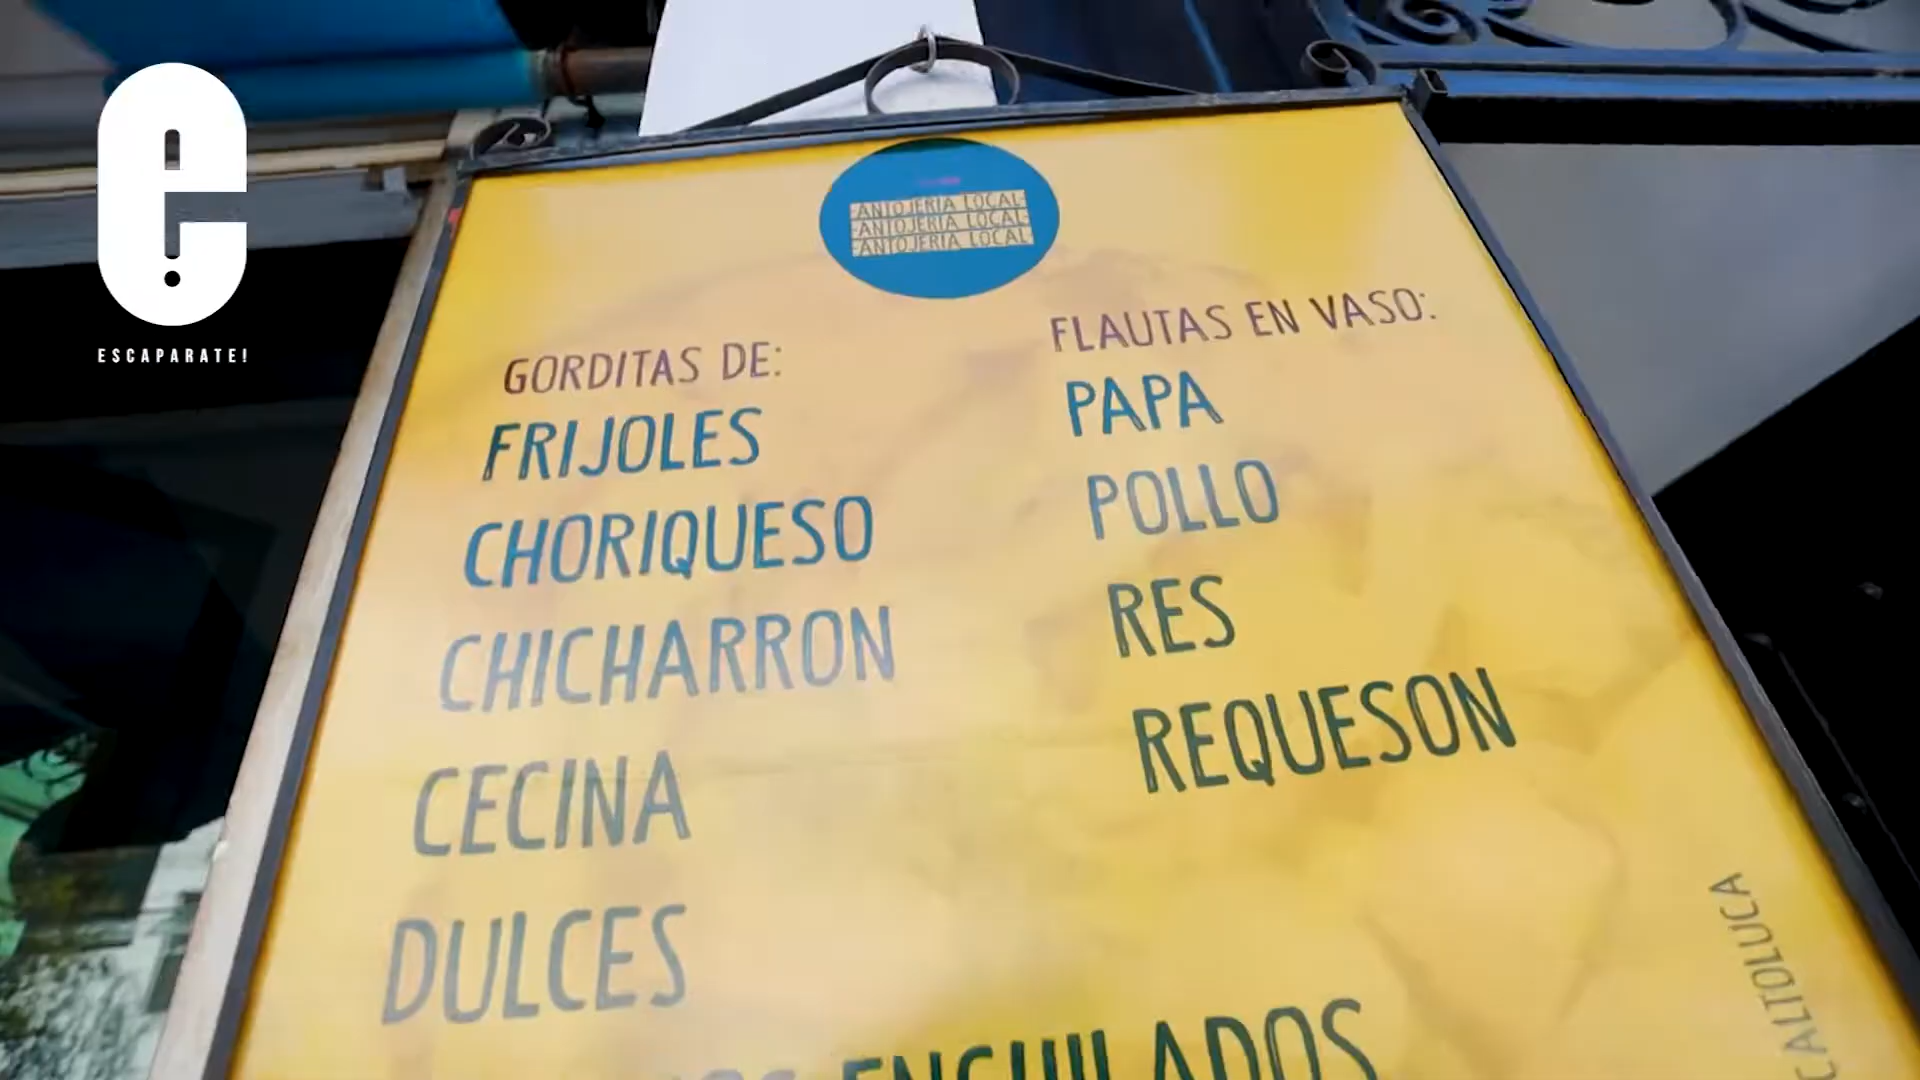 e
ESCAPARATE!
-ANTOJERIA LOCAL-
-ANTOJERIA LOCAL-
-ANTOJERIA LOCAL-
GORDITAS DE:
FRIJOLES
CHORIQUESO
CHICHARRON
CECINA
DULCES
FLAUTAS EN VASO:
PAPA
POLLO
RES
REQUESON
ENCHILADOS